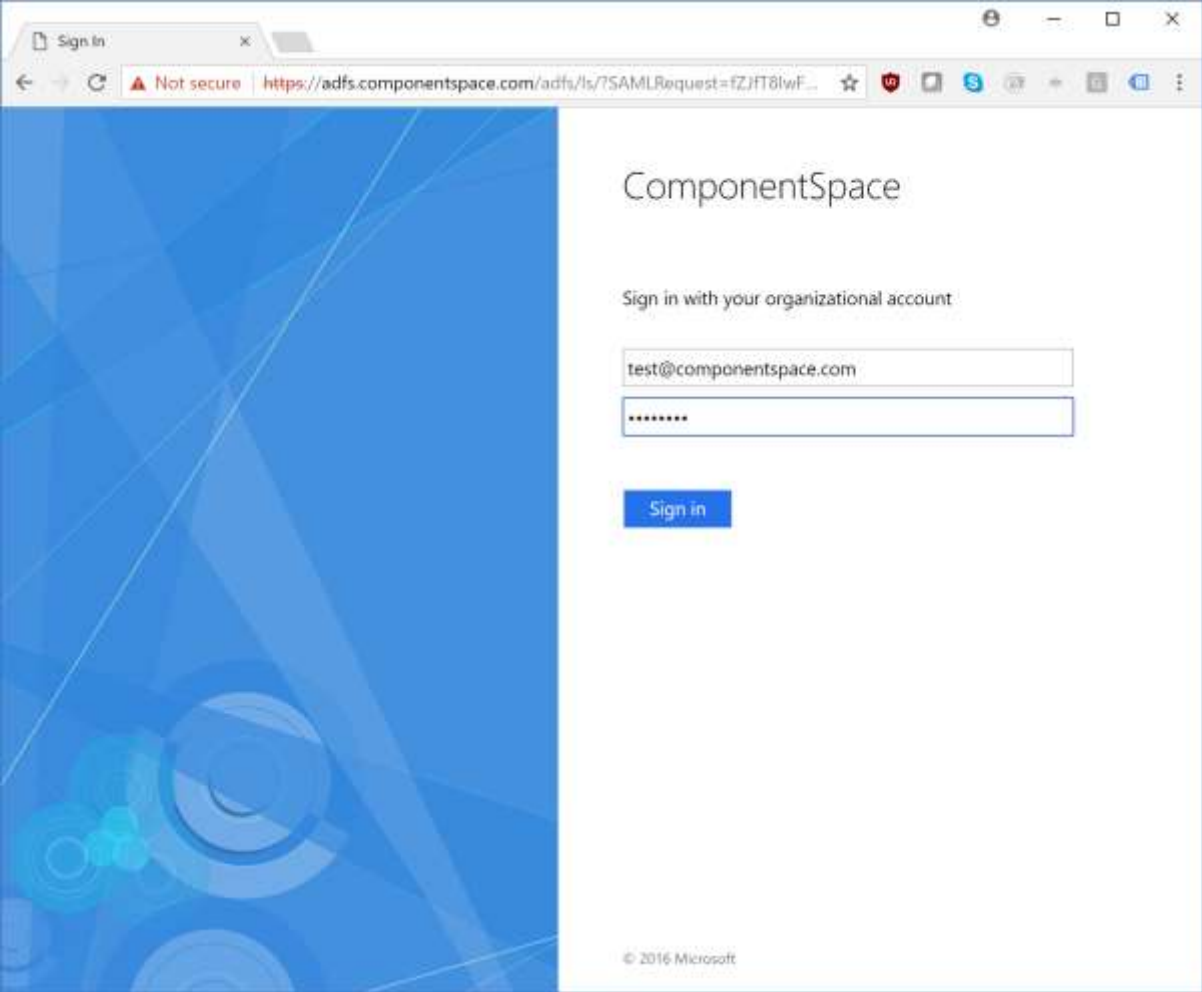 Sign In
Not secure https://adfs.componentspace.com/adfs/ls/?SAMLRequest=fZJfT8IwF...
ComponentSpace
Sign in with your organizational account
test@componentspace.com
••••••••
Sign in
© 2016 Microsoft